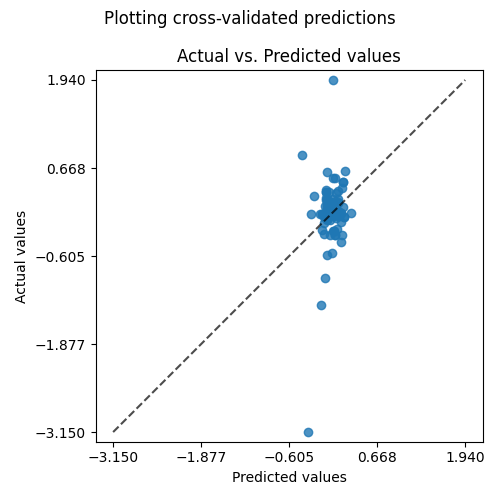 Plotting cross-validated predictions
Actual vs. Predicted values
1.940
0.668
−0.605
−1.877
−3.150
Actual values
−3.150
−1.877
−0.605
0.668
1.940
Predicted values